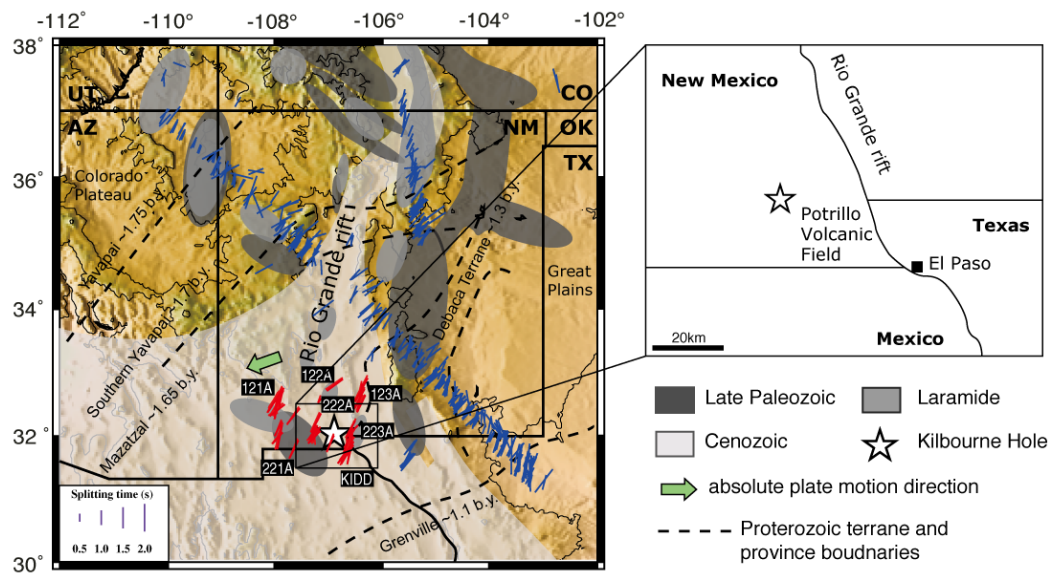 -112° -110° -108° -106° -104° -102°
38°
36°
34°
32°
30°
UT
CO
AZ
NM OK
TX
Colorado
Plateau
Yavapai ~1.75 b.y.
Southern Yavapai ~1.7 b.y.
Mazatzal ~1.65 b.y.
Rio Grande rift
Debaca Terrane ~1.3 b.y.
Great
Plains
Grenville ~1.1 b.y.
121A
122A
123A
222A
223A
221A
KIDD
Splitting time (s)
0.5 1.0 1.5 2.0
New Mexico
Rio Grande rift
Potrillo
Volcanic
Field
Texas
El Paso
20km
Mexico
Late Paleozoic
Laramide
Cenozoic
Kilbourne Hole
absolute plate motion direction
Proterozoic terrane and
province boudnaries